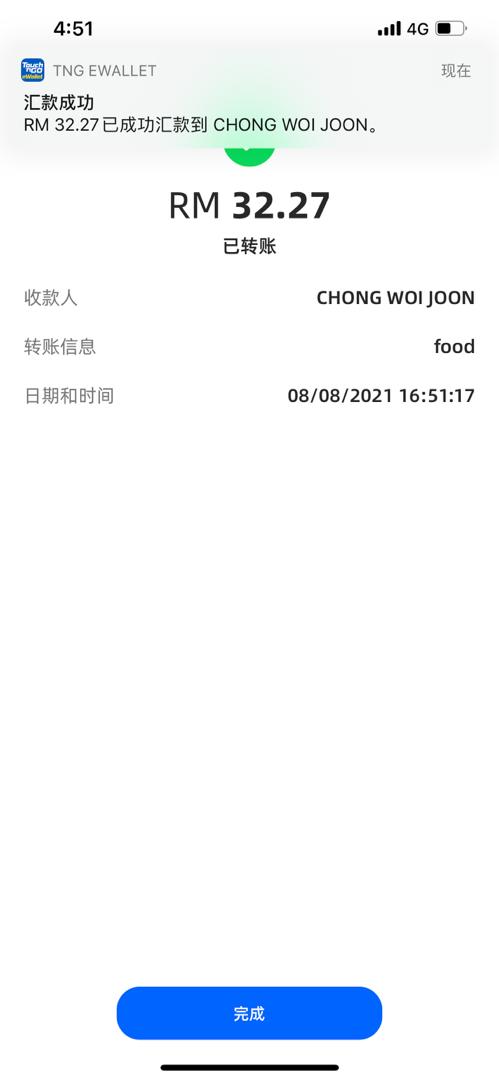 4:51
4G
Touch 'n GO eWallet
TNG EWALLET
现在
汇款成功
RM 32.27已成功汇款到 CHONG WOI JOON。
RM 32.27
已转账
收款人
CHONG WOI JOON
转账信息
food
日期和时间
08/08/2021 16:51:17
完成